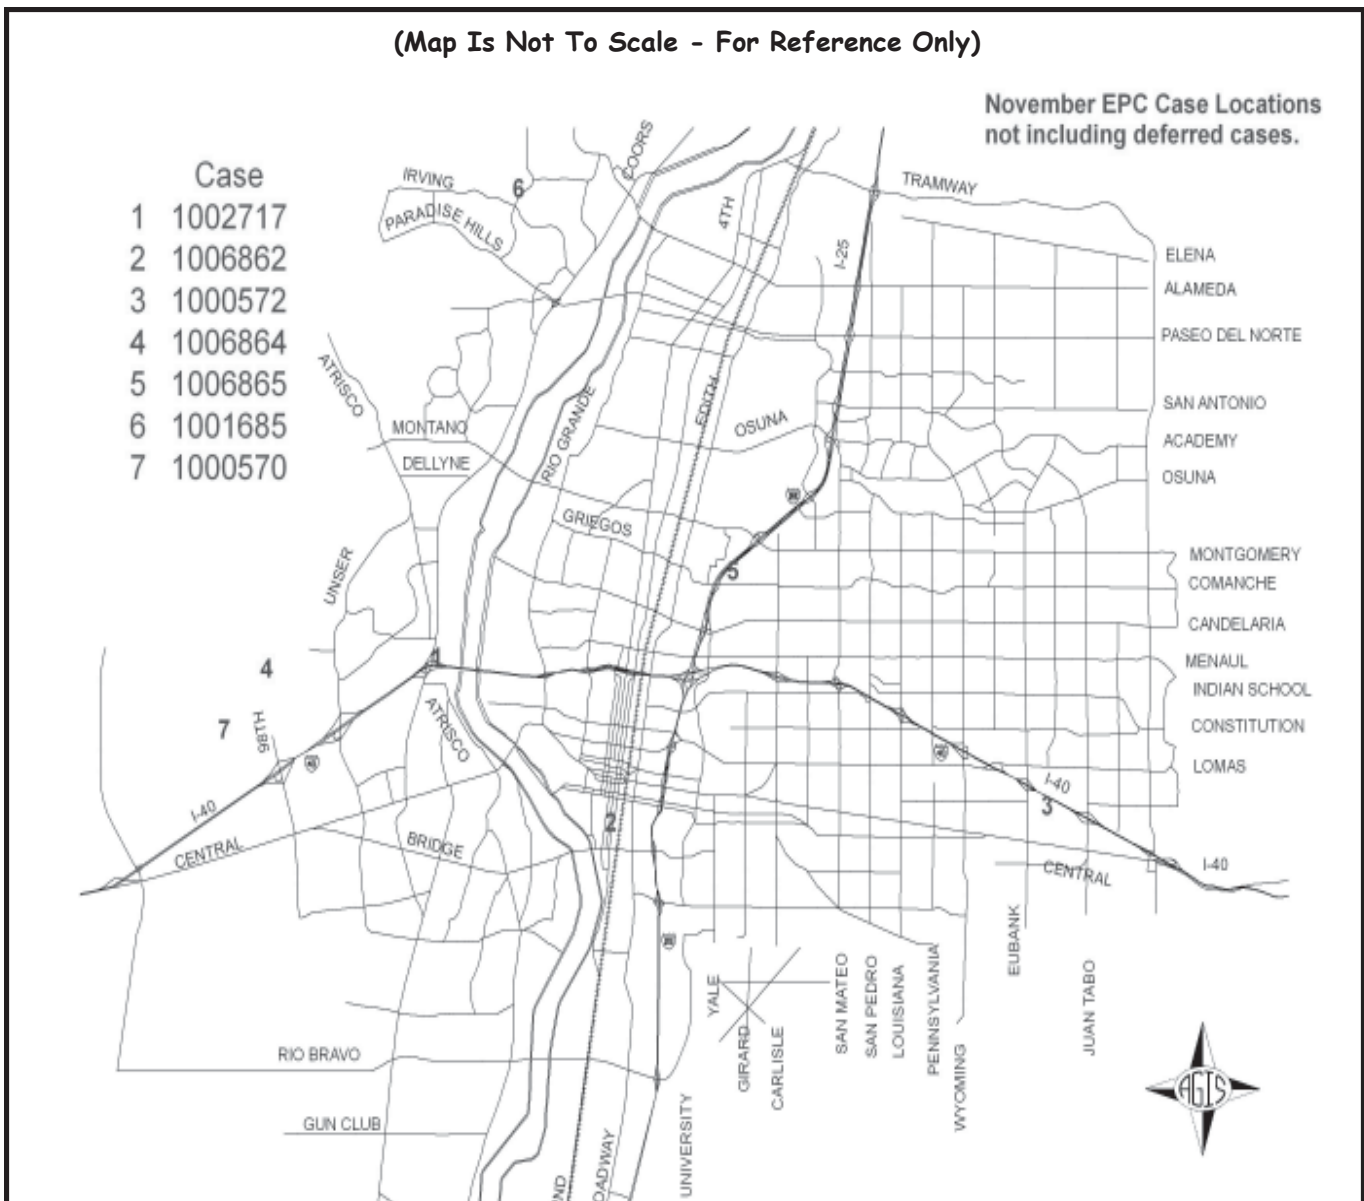 (Map Is Not To Scale - For Reference Only)
November EPC Case Locations
not including deferred cases.
Case
1 1002717
2 1006862
3 1000572
4 1006864
5 1006865
6 1001685
7 1000570
COORS
IRVING
6
PARADISE HILLS
4TH
I-25
TRAMWAY
ELENA
ALAMEDA
PASEO DEL NORTE
ATRISCO
EDITH
RIO GRANDE
OSUNA
SAN ANTONIO
MONTANO
ACADEMY
DELLYNE
OSUNA
GRIEGOS
UNSER
5
MONTGOMERY
COMANCHE
CANDELARIA
4
1
MENAUL
INDIAN SCHOOL
ATRISCO
7
H186
CONSTITUTION
LOMAS
I-40
I-40
3
2
CENTRAL
BRIDGE
CENTRAL
I-40
EUBANK
YALE
SAN MATEO
SAN PEDRO
LOUISIANA
PENNSYLVANIA
JUAN TABO
GIRARD
CARLISLE
WYOMING
RIO BRAVO
AGIS
GUN CLUB
UNIVERSITY
OADWAY
ND